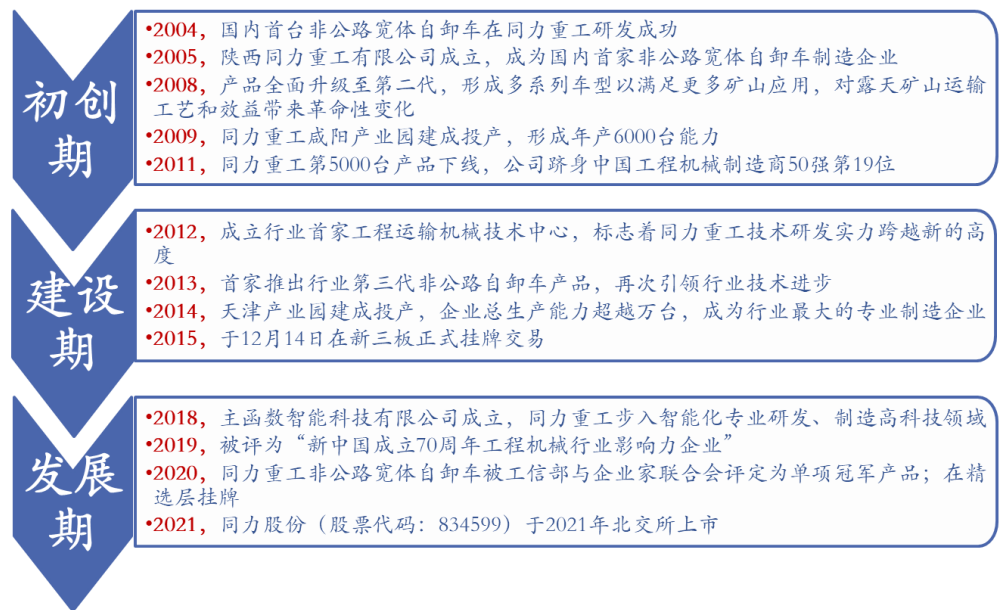 初创
期
•2004，国内首台非公路宽体自卸车在同力重工研发成功
•2005，陕西同力重工有限公司成立，成为国内首家非公路宽体自卸车制造企业
•2008，产品全面升级至第二代，形成多系列车型以满足更多矿山应用，对露天矿山运输
工艺和效益带来革命性变化
•2009，同力重工咸阳产业园建成投产，形成年产6000台能力
•2011，同力重工第5000台产品下线，公司跻身中国工程机械制造商50强第19位
建设
期
•2012，成立行业首家工程运输机械技术中心，标志着同力重工技术研发实力跨越新的高
度
•2013，首家推出行业第三代非公路自卸车产品，再次引领行业技术进步
•2014，天津产业园建成投产，企业总生产能力超越万台，成为行业最大的专业制造企业
•2015，于12月14日在新三板正式挂牌交易
发展
期
•2018，主函数智能科技有限公司成立，同力重工步入智能化专业研发、制造高科技领域
•2019，被评为“新中国成立70周年工程机械行业影响力企业”
•2020，同力重工非公路宽体自卸车被工信部与企业家联合会评定为单项冠军产品；在精
选层挂牌
•2021，同力股份（股票代码：834599）于2021年北交所上市